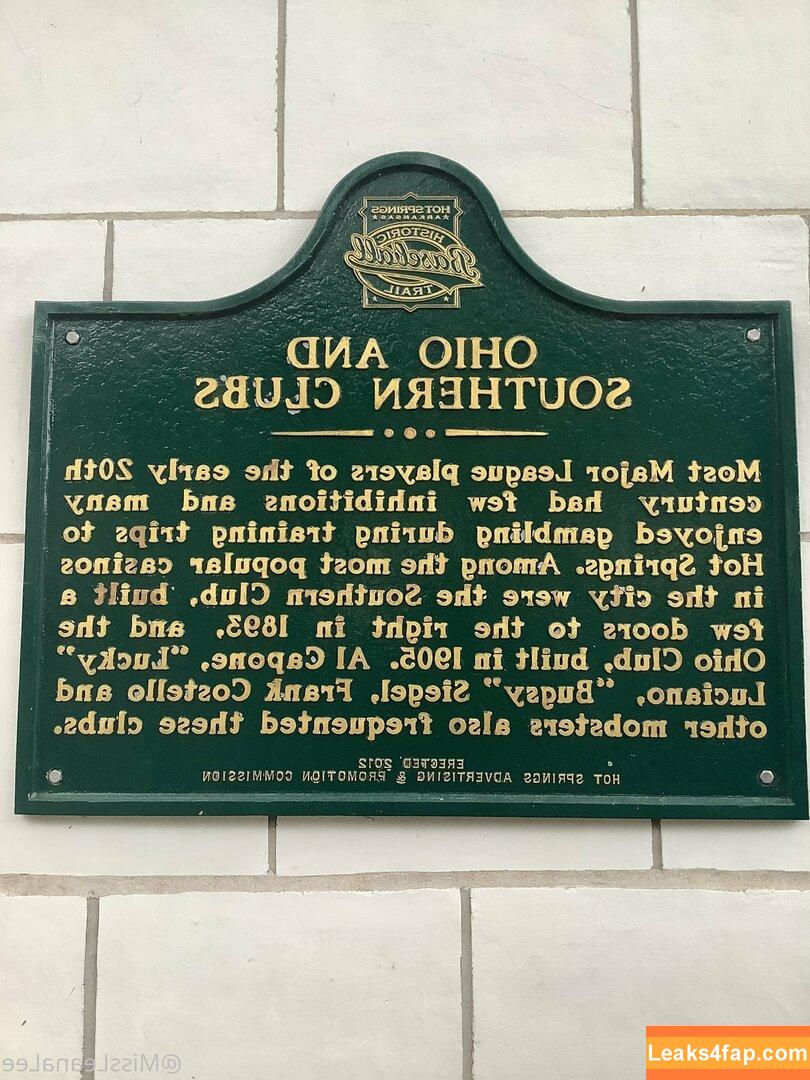 HOT SPRINGS
ARKANSAS
HISTORIC
Baseball
TRAIL
OHIO AND
SOUTHERN CLUBS
Most Major League players of the early 20th
century had few inhibitions and many
enjoyed gambling during training trips to
Hot Springs. Among the most popular casinos
in the city were the Southern Club, built a
few doors to the right in 1893, and the
Ohio Club, built in 1905. Al Capone, "Lucky"
Luciano, "Bugsy" Siegel, Frank Costello and
other mobsters also frequented these clubs.
ERECTED 2012
HOT SPRINGS ADVERTISING & PROMOTION COMMISSION
@MissLeanaLee
Leaks4fap.com